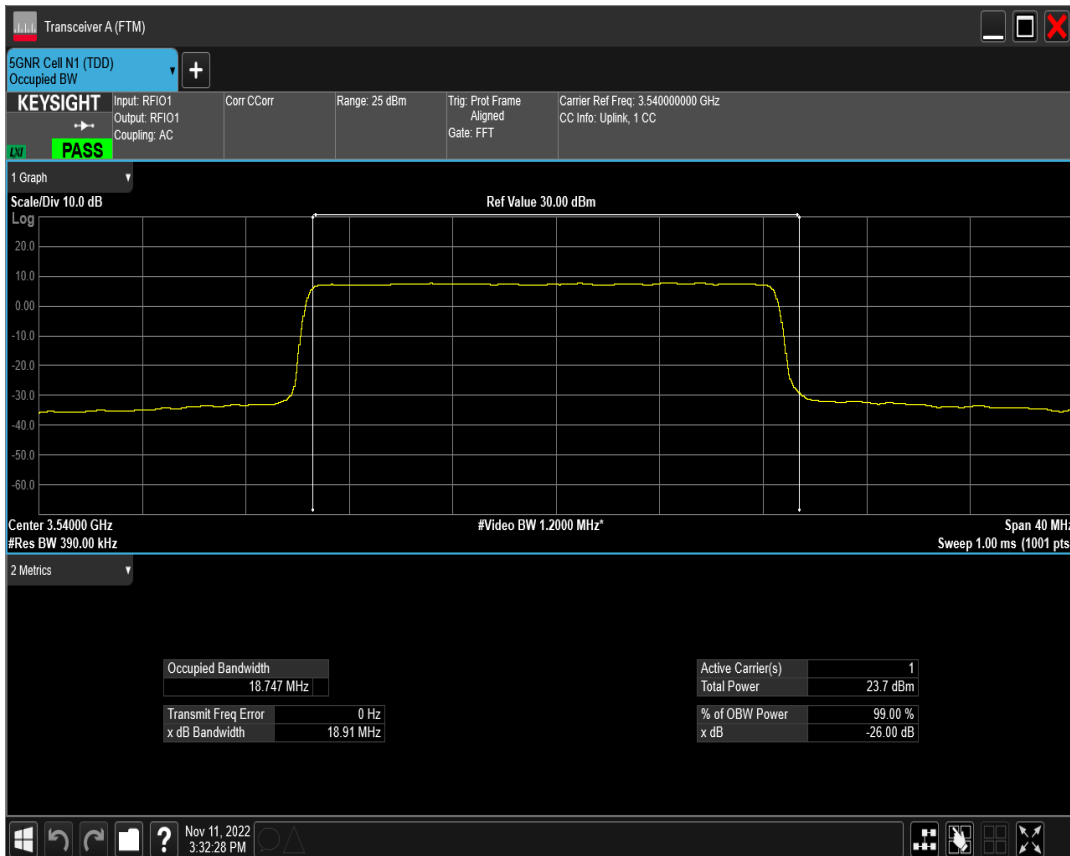 Transceiver A (FTM)
5GNR Cell N1 (TDD)
Occupied BW
+
KEYSIGHT
Input: RFIO1
Output: RFIO1
Coupling: AC
Corr CCorr
Range: 25 dBm
Trig: Prot Frame
Aligned
Gate: FFT
Carrier Ref Freq: 3.540000000 GHz
CC Info: Uplink, 1 CC
LXI
PASS
1 Graph
Scale/Div 10.0 dB
Ref Value 30.00 dBm
Log
20.0
10.0
0.00
-10.0
-20.0
-30.0
-40.0
-50.0
-60.0
Center 3.54000 GHz
#Video BW 1.2000 MHz*
Span 40 MHz
#Res BW 390.00 kHz
Sweep 1.00 ms (1001 pts
2 Metrics
Occupied Bandwidth
18.747 MHz
Transmit Freq Error 0 Hz
x dB Bandwidth 18.91 MHz
Active Carrier(s) 1
Total Power 23.7 dBm
% of OBW Power 99.00 %
x dB -26.00 dB
?
Nov 11, 2022
3:32:28 PM